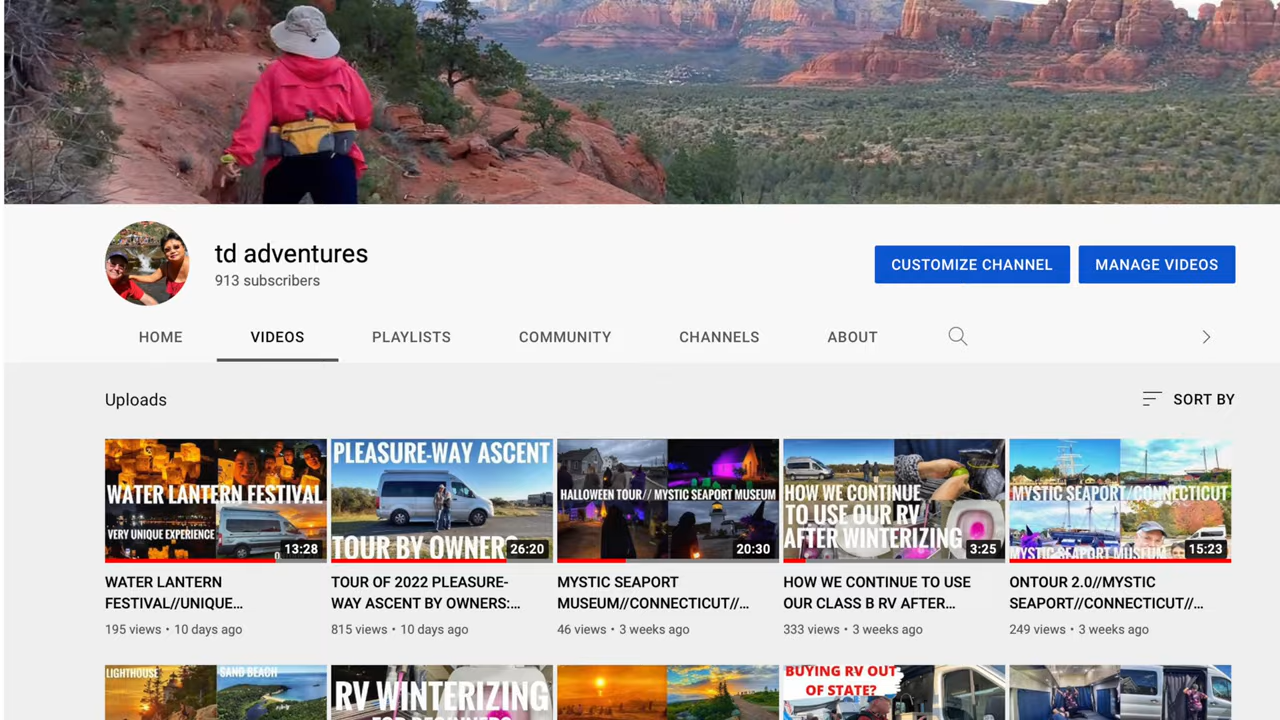 td adventures
913 subscribers
CUSTOMIZE CHANNEL
MANAGE VIDEOS
HOME
VIDEOS
PLAYLISTS
COMMUNITY
CHANNELS
ABOUT
Uploads
SORT BY
WATER LANTERN FESTIVAL
VERY UNIQUE EXPERIENCE
13:28
PLEASURE-WAY ASCENT
TOUR BY OWNERS
26:20
HALLOWEEN TOUR// MYSTIC SEAPORT MUSEUM
20:30
HOW WE CONTINUE
TO USE OUR RV
AFTER WINTERIZING
3:25
MYSTIC SEAPORT/CONNECTICUT
MYSTIC SEAPORT MUSEUM
15:23
WATER LANTERN
FESTIVAL//UNIQUE...
195 views • 10 days ago
TOUR OF 2022 PLEASURE-
WAY ASCENT BY OWNERS:...
815 views • 10 days ago
MYSTIC SEAPORT
MUSEUM//CONNECTICUT//...
46 views • 3 weeks ago
HOW WE CONTINUE TO USE
OUR CLASS B RV AFTER...
333 views • 3 weeks ago
ONTOUR 2.0//MYSTIC
SEAPORT//CONNECTICUT//...
249 views • 3 weeks ago
LIGHTHOUSE
SAND BEACH
RV WINTERIZING
FOR BEGINNERS
BUYING RV OUT
OF STATE?